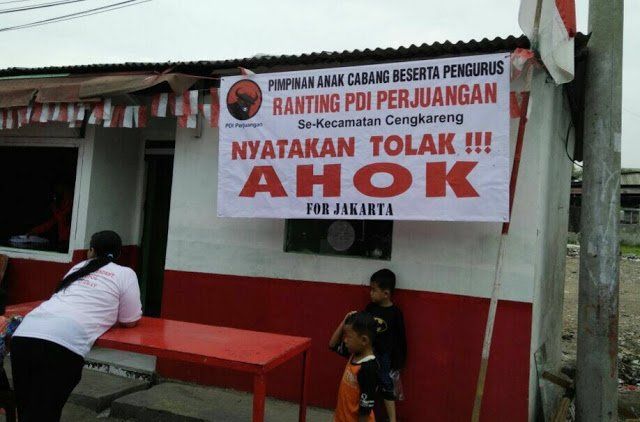 PIMPINAN ANAK CABANG BESERTA PENGURUS
RANTING PDI PERJUANGAN
Se-Kecamatan Cengkareng
PDI Perjuangan
NYATAKAN TOLAK !!!
AHOK
FOR JAKARTA